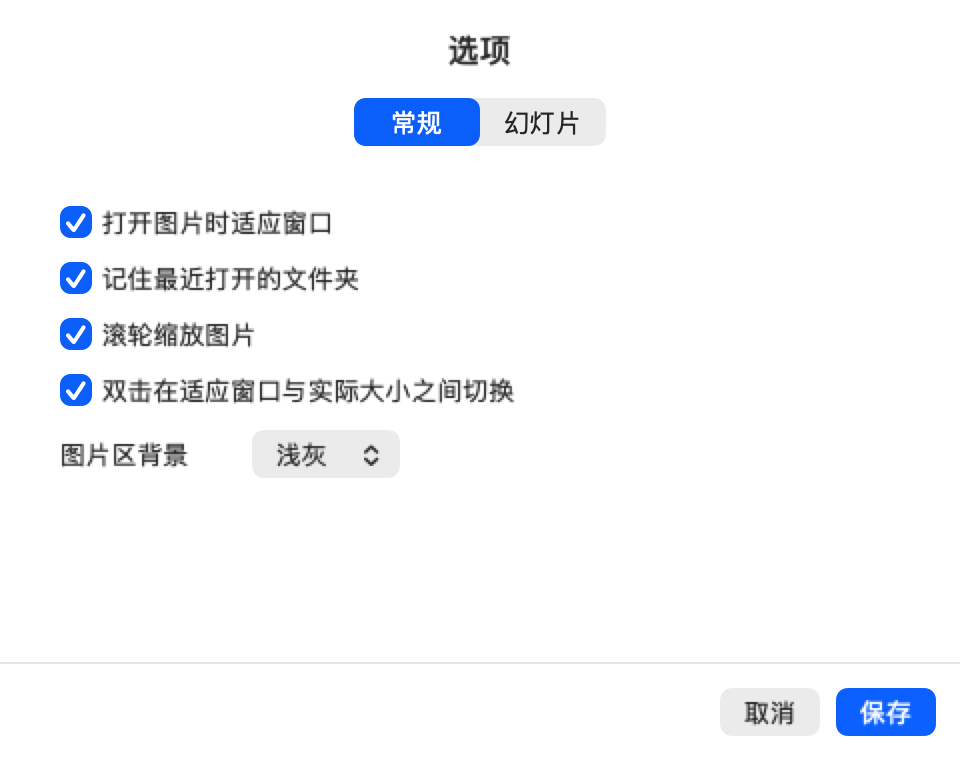 选项
常规 幻灯片
打开图片时适应窗口
记住最近打开的文件夹
滚轮缩放图片
双击在适应窗口与实际大小之间切换
图片区背景 浅灰
取消 保存